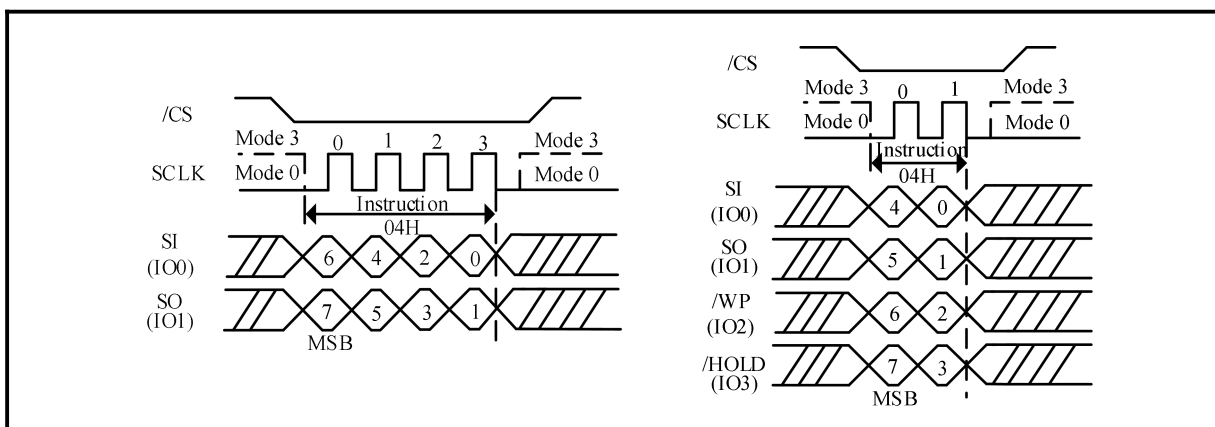 /CS
0 1 2 3
Mode 3 Mode 3
SCLK Mode 0 Mode 0
Instruction
04H
SI
(IO0)
6 4 2 0
SO
(IO1)
7 5 3 1
MSB
/CS
0 1
Mode 3 Mode 3
SCLK Mode 0 Mode 0
Instruction
04H
SI
(IO0)
4 0
SO
(IO1)
5 1
/WP
(IO2)
6 2
/HOLD
(IO3)
7 3
MSB